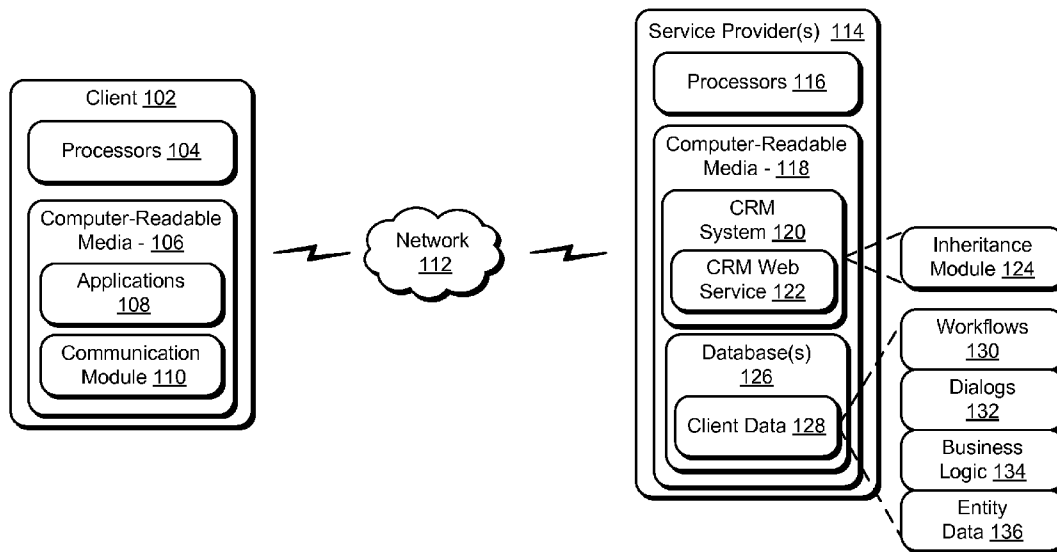 Client 102
Processors 104
Computer-Readable
Media - 106
Applications
108
Communication
Module 110
Network
112
Service Provider(s) 114
Processors 116
Computer-Readable
Media - 118
CRM
System 120
CRM Web
Service 122
Database(s)
126
Client Data 128
Inheritance
Module 124
Workflows
130
Dialogs
132
Business
Logic 134
Entity
Data 136